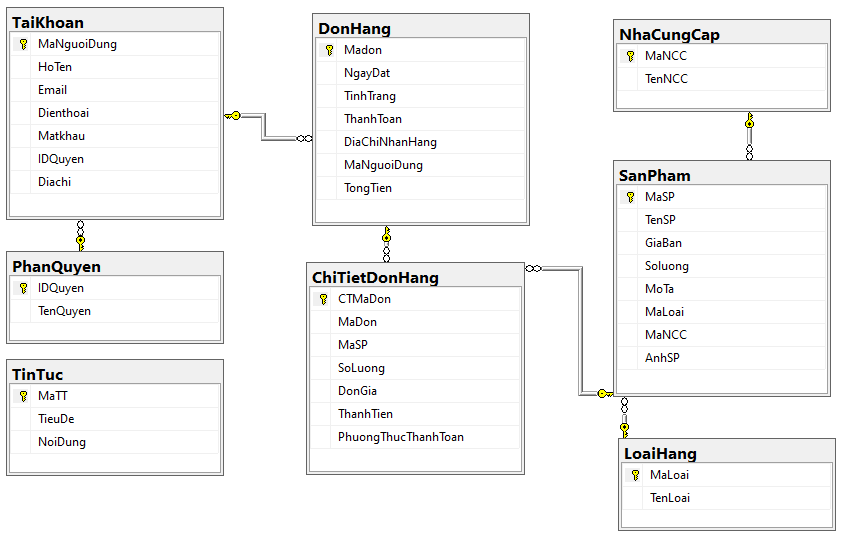 TaiKhoan
MaNguoiDung
HoTen
Email
Dienthoai
Matkhau
IDQuyen
Diachi
PhanQuyen
IDQuyen
TenQuyen
TinTuc
MaTT
TieuDe
NoiDung
DonHang
Madon
NgayDat
TinhTrang
ThanhToan
DiaChiNhanHang
MaNguoiDung
TongTien
ChiTietDonHang
CTMaDon
MaDon
MaSP
SoLuong
DonGia
ThanhTien
PhuongThucThanhToan
NhaCungCap
MaNCC
TenNCC
SanPham
MaSP
TenSP
GiaBan
Soluong
MoTa
MaLoai
MaNCC
AnhSP
LoaiHang
MaLoai
TenLoai